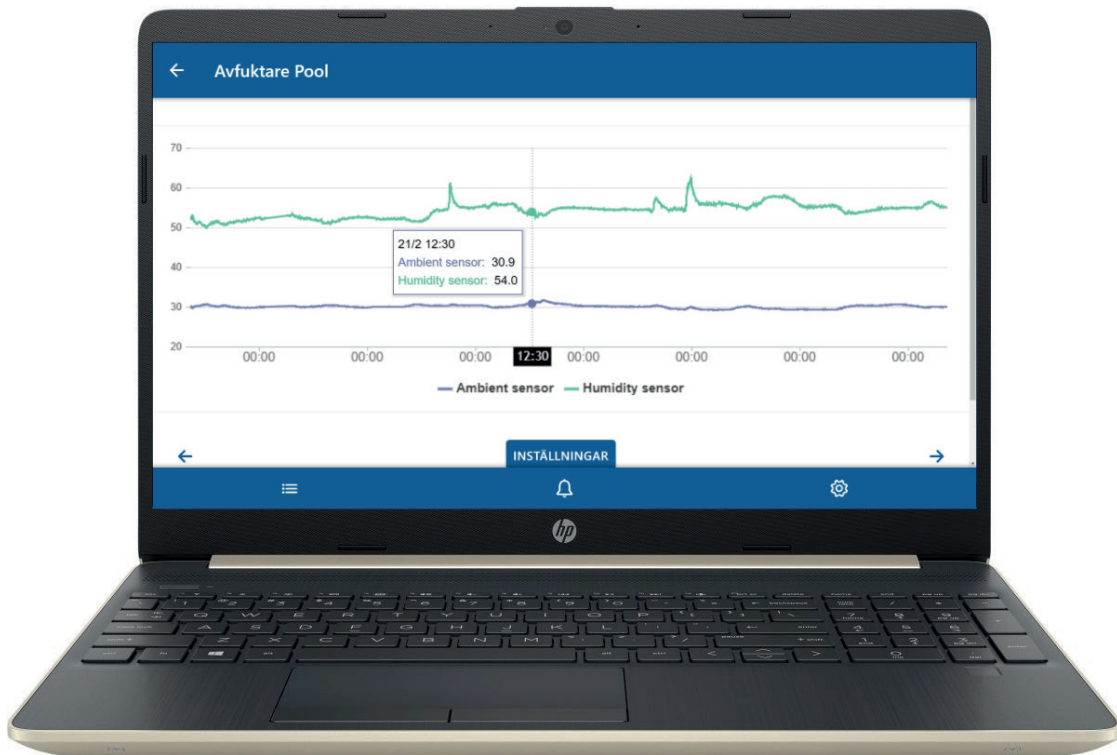 Avfuktare Pool
70
60
50
40
30
20
21/2 12:30
Ambient sensor: 30.9
Humidity sensor: 54.0
00:00 00:00 00:00 12:30 00:00 00:00 00:00 00:00
Ambient sensor Humidity sensor
INSTÄLLNINGAR
hp
Q W E R T Y U O P
A S D F G H J K L
Z X C V B N M